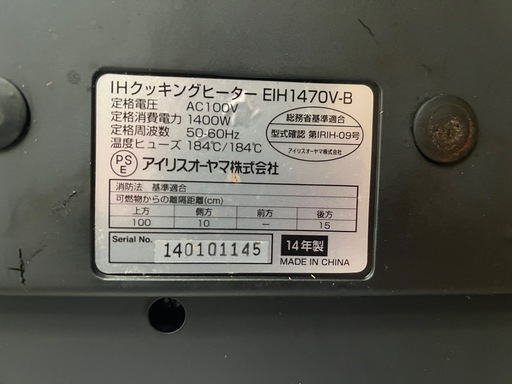 IHクッキングヒーター EIH1470V-B
定格電圧 AC100V
定格消費電力 1400W
定格周波数 50-60Hz
温度ヒューズ 184℃/184℃
総務省基準適合
型式確認 第IRIH-09号
アイリスオーヤマ株式会社
PS
E
アイリスオーヤマ株式会社
消防法 基準適合
可燃物からの離隔距離(cm)
上方 側方 前方 後方
100 10 — 15
Serial No. 140101145
14年製
MADE IN CHINA